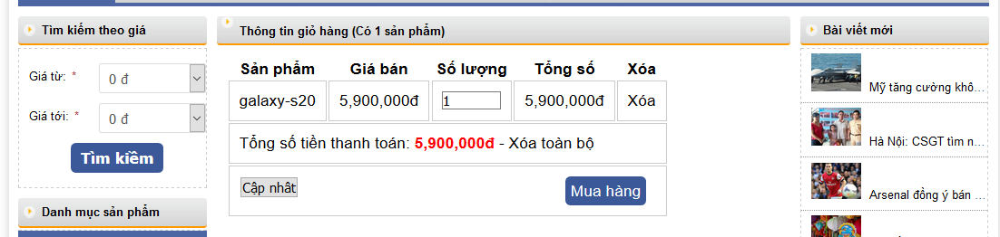 Tìm kiếm theo giá
Giá từ: * 0 đ
Giá tới: * 0 đ
Tìm kiềm
Danh mục sản phẩm
Thông tin giỏ hàng (Có 1 sản phẩm)
Sản phẩm Giá bán Số lượng Tổng số Xóa
galaxy-s20 5,900,000đ 1 5,900,000đ Xóa
Tổng số tiền thanh toán: 5,900,000đ - Xóa toàn bộ
Cập nhât Mua hàng
Bài viết mới
Mỹ tăng cường khô...
Hà Nội: CSGT tìm n...
Arsenal đồng ý bán ...